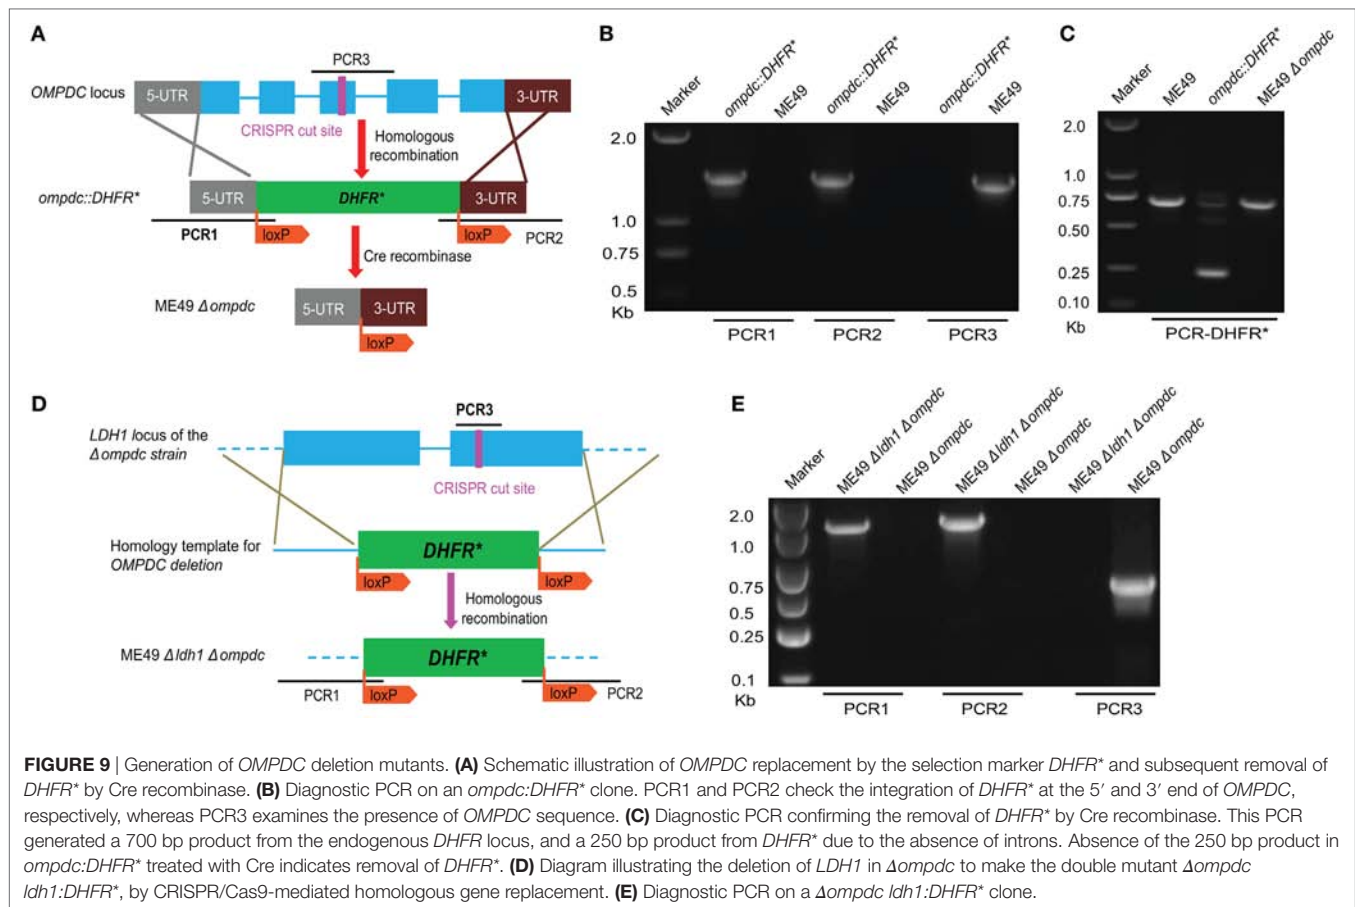 A
PCR3
OMPDC locus
5-UTR
3-UTR
CRISPR cut site
Homologous
recombination
ompdc::DHFR*
5-UTR
DHFR*
3-UTR
PCR1
loxP
loxP
PCR2
Cre recombinase
ME49 Δompdc
5-UTR
3-UTR
loxP
B
Marker
ompdc::DHFR*
ME49
ompdc::DHFR*
ME49
ompdc::DHFR*
ME49
2.0
1.0
0.75
0.5
Kb
PCR1
PCR2
PCR3
C
Marker
ME49
ompdc::DHFR*
ME49 Δompdc
2.0
1.0
0.75
0.50
0.25
0.10
Kb
PCR-DHFR*
D
PCR3
LDH1 locus of the
Δompdc strain
CRISPR cut site
Homology template for
OMPDC deletion
DHFR*
loxP
loxP
Homologous
recombination
ME49 Δldh1 Δompdc
DHFR*
PCR1
loxP
loxP
PCR2
E
Marker
ME49 Δldh1 Δompdc
ME49 Δompdc
ME49 Δldh1 Δompdc
ME49 Δompdc
ME49 Δldh1 Δompdc
ME49 Δompdc
2.0
1.0
0.75
0.5
0.25
0.1
Kb
PCR1
PCR2
PCR3
FIGURE 9 | Generation of OMPDC deletion mutants. (A) Schematic illustration of OMPDC replacement by the selection marker DHFR* and subsequent removal of
DHFR* by Cre recombinase. (B) Diagnostic PCR on an ompdc:DHFR* clone. PCR1 and PCR2 check the integration of DHFR* at the 5′ and 3′ end of OMPDC,
respectively, whereas PCR3 examines the presence of OMPDC sequence. (C) Diagnostic PCR confirming the removal of DHFR* by Cre recombinase. This PCR
generated a 700 bp product from the endogenous DHFR locus, and a 250 bp product from DHFR* due to the absence of introns. Absence of the 250 bp product in
ompdc:DHFR* treated with Cre indicates removal of DHFR*. (D) Diagram illustrating the deletion of LDH1 in Δompdc to make the double mutant Δompdc
ldh1:DHFR*, by CRISPR/Cas9-mediated homologous gene replacement. (E) Diagnostic PCR on a Δompdc ldh1:DHFR* clone.